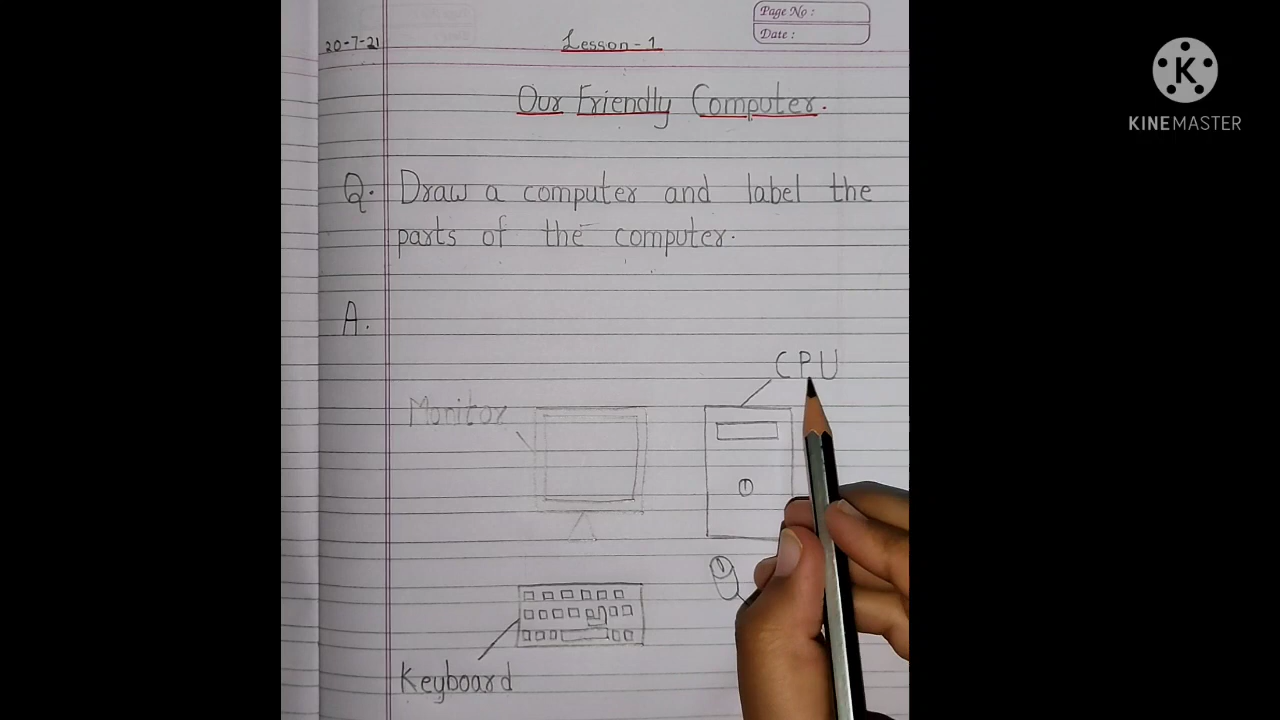 Page No :
Date :
20-7-21
Lesson - 1
Our Friendly Computer.
Q. Draw a computer and label the
parts of the computer.
A.
CPU
Monitor
Keyboard
K
KINEMASTER